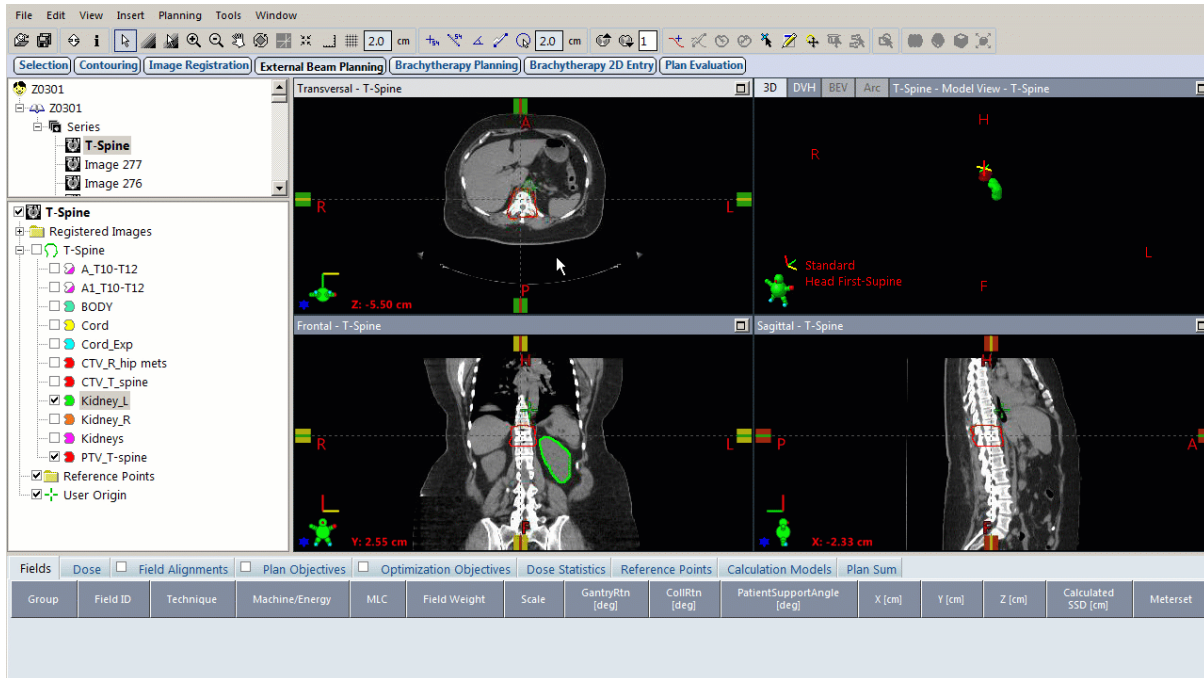 File Edit View Insert Planning Tools Window
2.0 cm 2.0 cm 1
Selection Contouring Image Registration External Beam Planning Brachytherapy Planning Brachytherapy 2D Entry Plan Evaluation
Z0301
Z0301
Series
T-Spine
Image 277
Image 276
T-Spine
Registered Images
T-Spine
A_T10-T12
A1_T10-T12
BODY
Cord
Cord_Exp
CTV_R_hip mets
CTV_T_spine
Kidney_L
Kidney_R
Kidneys
PTV_T-spine
Reference Points
User Origin
Transversal - T-Spine
A
R L
P
Z: -5.50 cm
3D DVH BEV Arc T-Spine - Model View - T-Spine
H
R
L
Standard
Head First-Supine
F
Frontal - T-Spine
H
R L
F
Y: 2.55 cm
Sagittal - T-Spine
H
P A
F
X: -2.33 cm
Fields Dose Field Alignments Plan Objectives Optimization Objectives Dose Statistics Reference Points Calculation Models Plan Sum
Group Field ID Technique Machine/Energy MLC Field Weight Scale GantryRtn [deg] CollRtn [deg] PatientSupportAngle [deg] X [cm] Y [cm] Z [cm] Calculated SSD [cm] Meterset